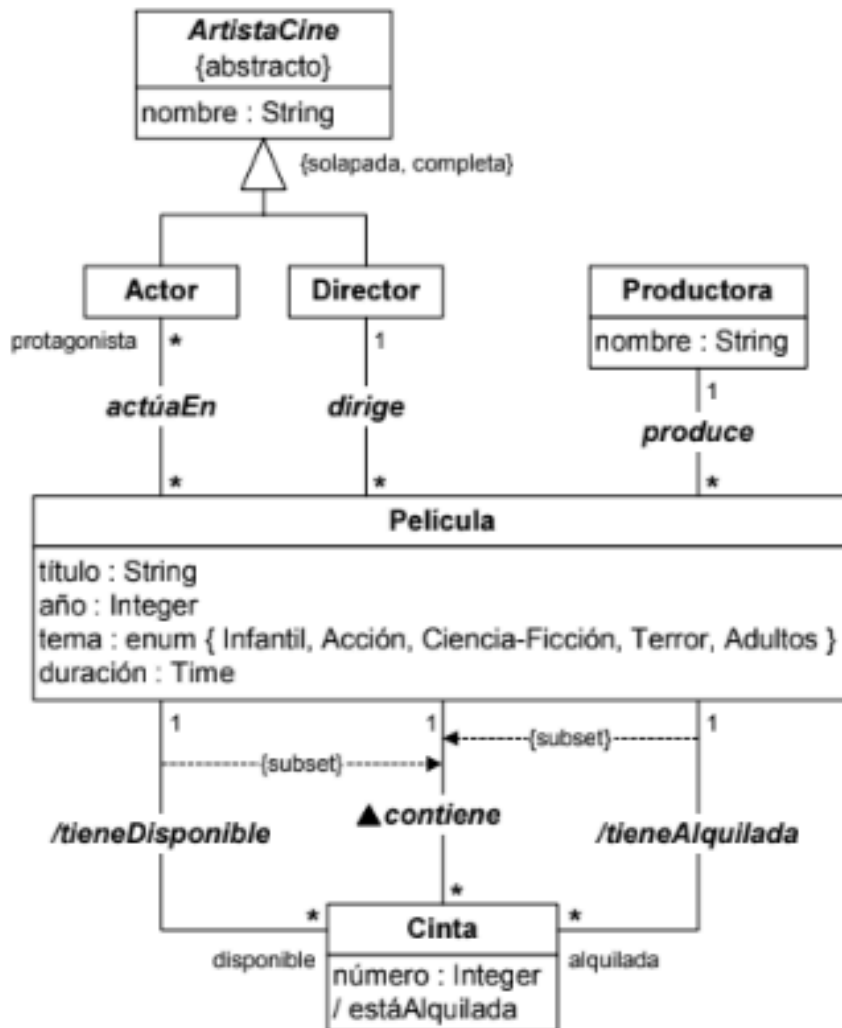 ArtistaCine
{abstracto}
nombre : String
{solapada, completa}
Actor
Director
Productora
nombre : String
protagonista
*
1
1
actúaEn
dirige
produce
*
*
*
Pelicula
título : String
año : Integer
tema : enum { Infantil, Acción, Ciencia-Ficción, Terror, Adultos }
duración : Time
1
1
1
{subset}
{subset}
/tieneDisponible
▲contiene
/tieneAlquilada
*
*
*
disponible
Cinta
alquilada
número : Integer
/ estáAlquilada